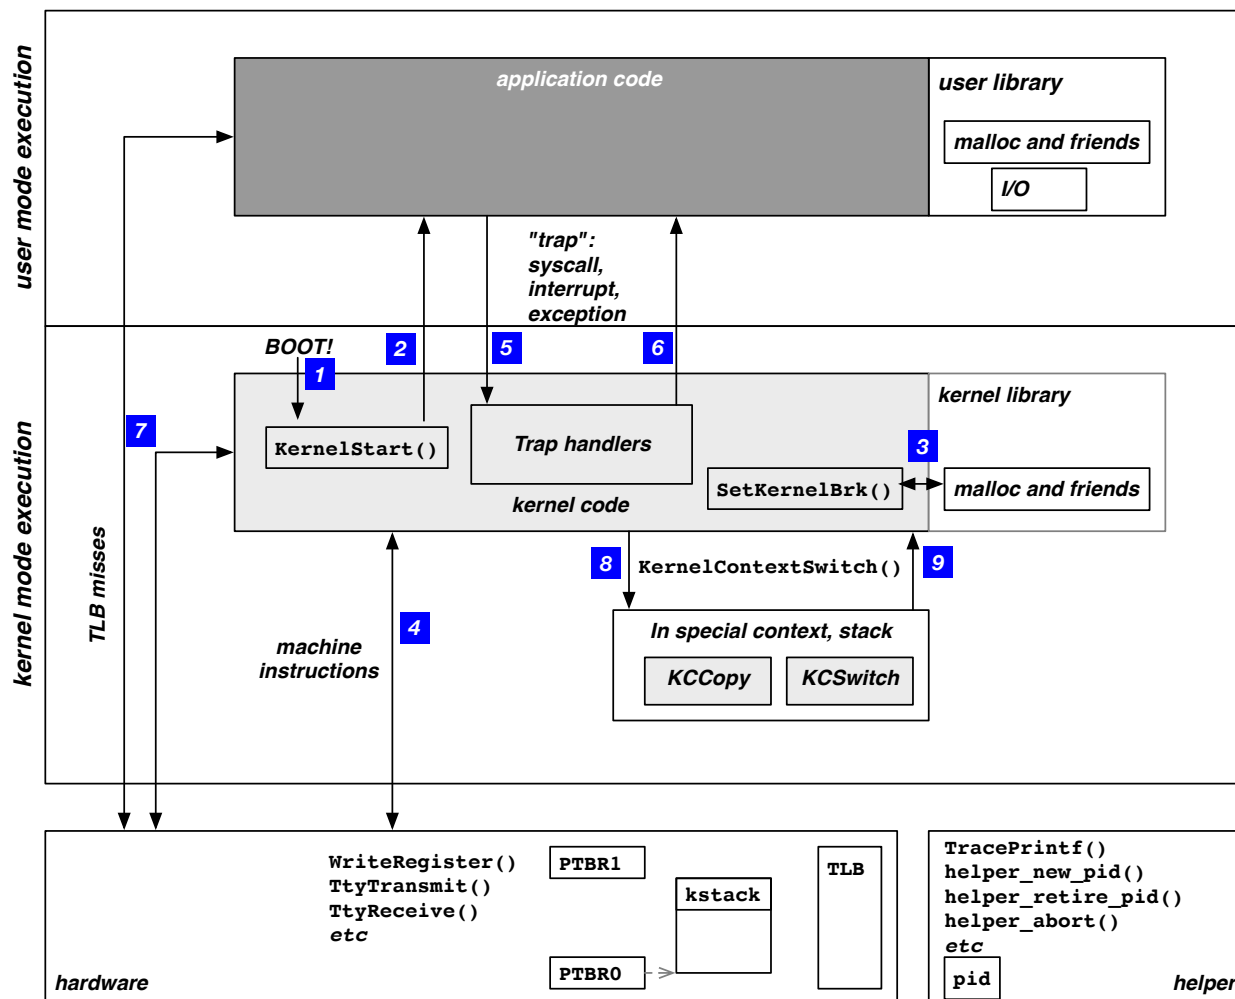 user mode execution
application code
user library
malloc and friends
I/O
"trap":
syscall,
interrupt,
exception
kernel mode execution
BOOT!
1
2
5
6
kernel library
7
KernelStart()
Trap handlers
3
SetKernelBrk()
malloc and friends
kernel code
8
KernelContextSwitch()
9
TLB misses
4
machine
instructions
In special context, stack
KCCopy
KCSwitch
WriteRegister()
TtyTransmit()
TtyReceive()
etc
PTBR1
kstack
TLB
PTBR0
hardware
TracePrintf()
helper_new_pid()
helper_retire_pid()
helper_abort()
etc
pid
helper